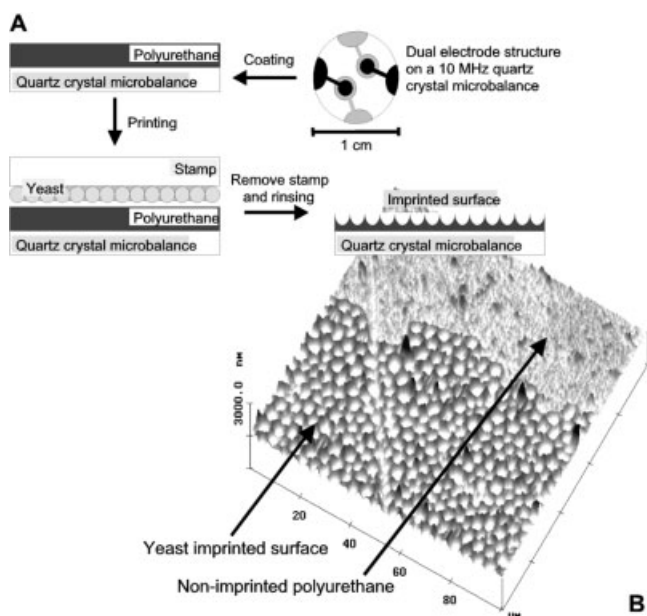 A
Polyurethane
Quartz crystal microbalance
Coating
Dual electrode structure
on a 10 MHz quartz
crystal microbalance
1 cm
Printing
Stamp
Yeast
Polyurethane
Quartz crystal microbalance
Remove stamp
and rinsing
Imprinted surface
Quartz crystal microbalance
3000.0 nM
20
40
60
80
μM
Yeast imprinted surface
Non-imprinted polyurethane
B